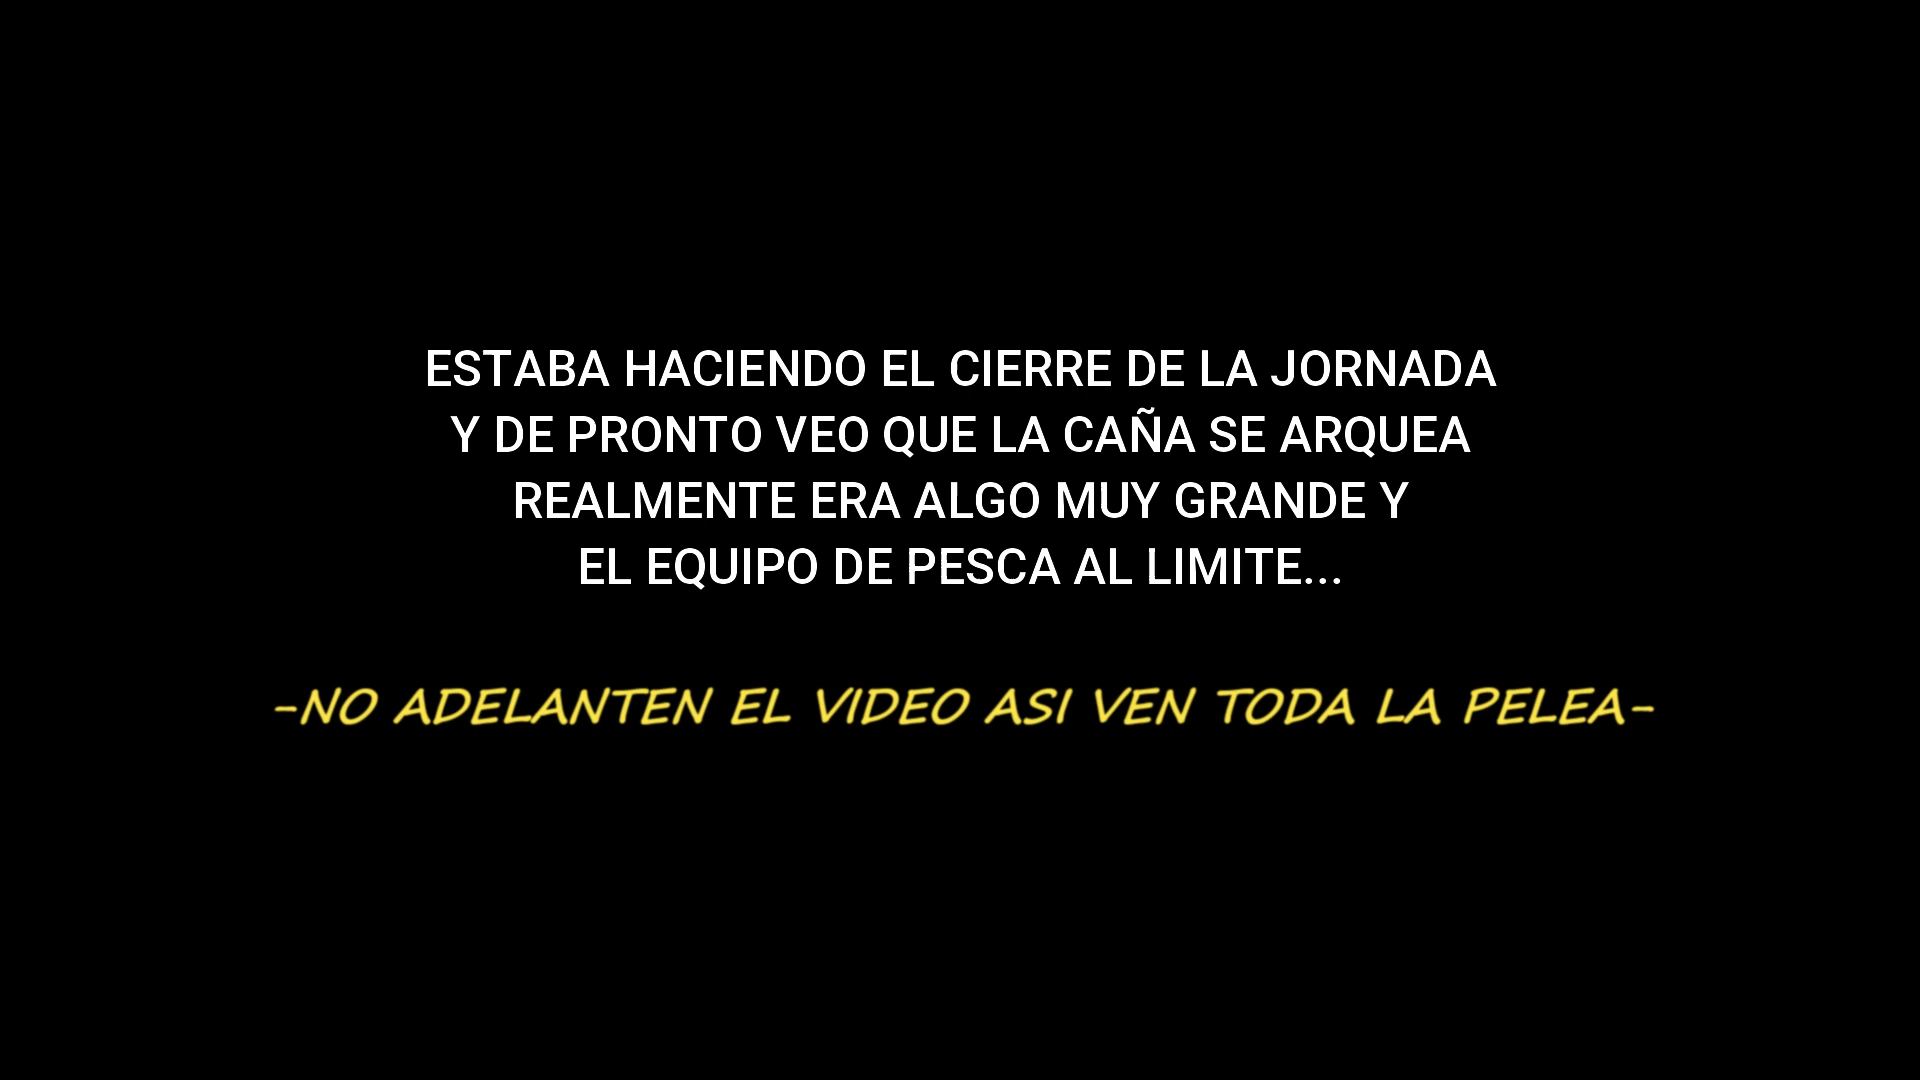 ESTABA HACIENDO EL CIERRE DE LA JORNADA
Y DE PRONTO VEO QUE LA CAÑA SE ARQUEA
REALMENTE ERA ALGO MUY GRANDE Y
EL EQUIPO DE PESCA AL LIMITE...
-NO ADELANTEN EL VIDEO ASI VEN TODA LA PELEA-